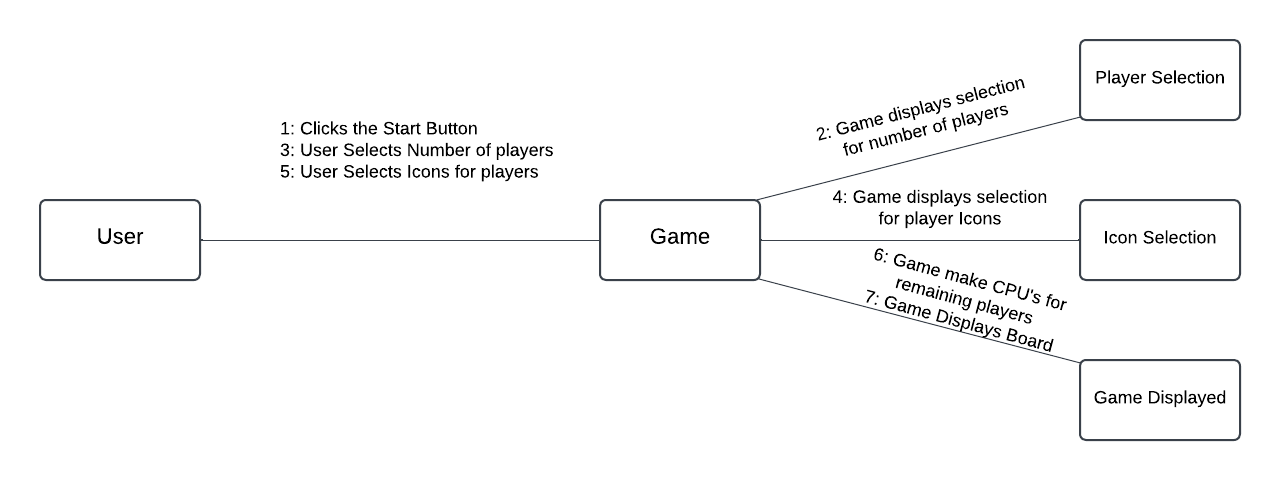 Player Selection
2: Game displays selection
for number of players
1: Clicks the Start Button
3: User Selects Number of players
5: User Selects Icons for players
4: Game displays selection
for player Icons
User
Game
Icon Selection
6: Game make CPU's for
remaining players
7: Game Displays Board
Game Displayed